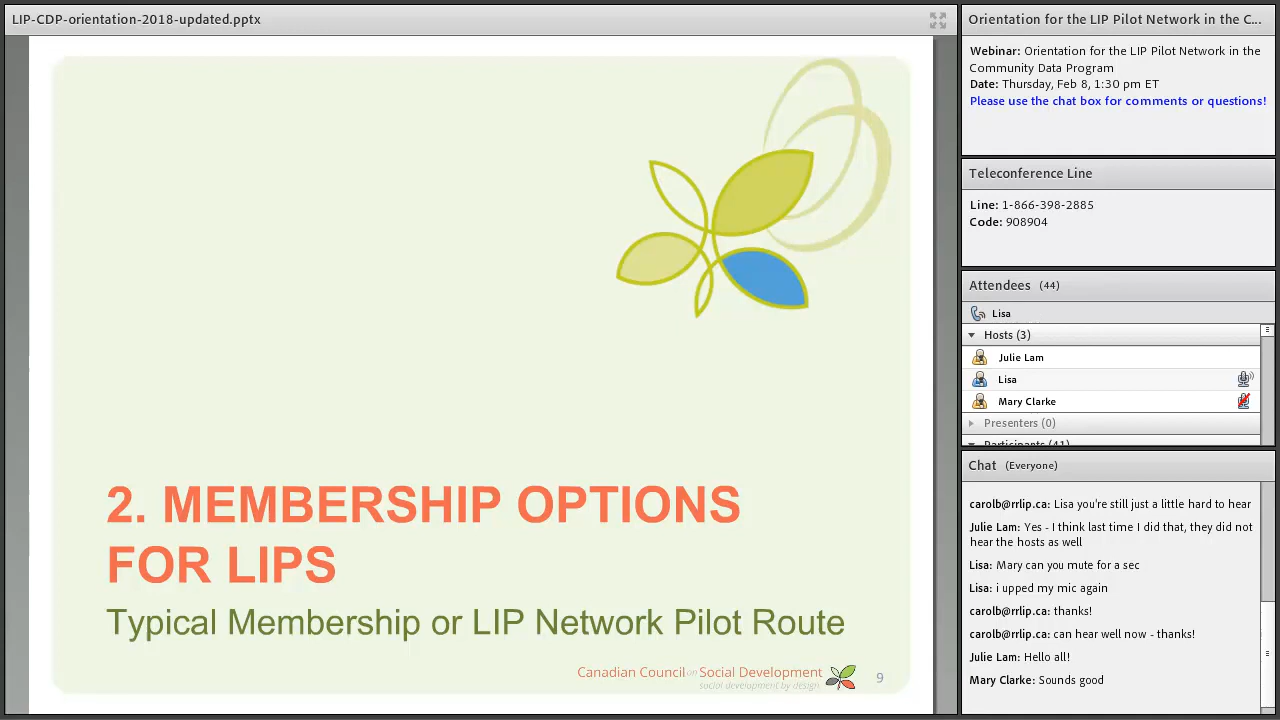 LIP-CDP-orientation-2018-updated.pptx
2. MEMBERSHIP OPTIONS
FOR LIPS
Typical Membership or LIP Network Pilot Route
Canadian Council on Social Development
social development by design
9
Orientation for the LIP Pilot Network in the C...
Webinar: Orientation for the LIP Pilot Network in the
Community Data Program
Date: Thursday, Feb 8, 1:30 pm ET
Please use the chat box for comments or questions!
Teleconference Line
Line: 1-866-398-2885
Code: 908904
Attendees (44)
Lisa
Hosts (3)
Julie Lam
Lisa
Mary Clarke
Presenters (0)
Participants (41)
Chat (Everyone)
carolb@rrlip.ca: Lisa you're still just a little hard to hear
Julie Lam: Yes - I think last time I did that, they did not
hear the hosts as well
Lisa: Mary can you mute for a sec
Lisa: i upped my mic again
carolb@rrlip.ca: thanks!
carolb@rrlip.ca: can hear well now - thanks!
Julie Lam: Hello all!
Mary Clarke: Sounds good